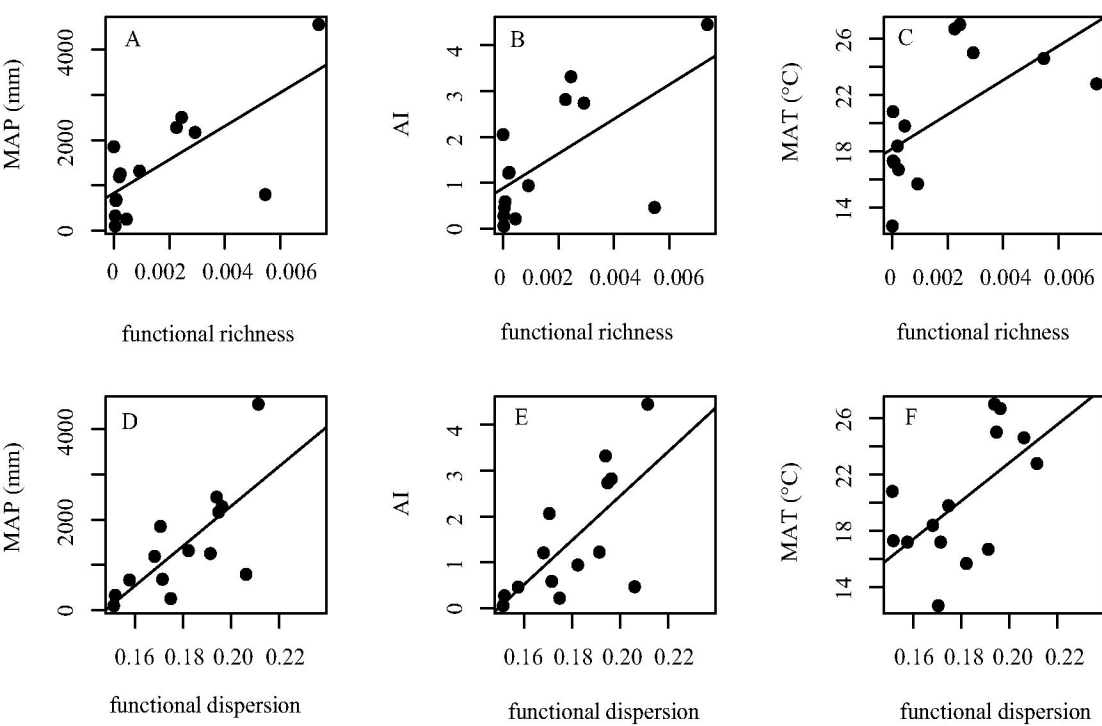 A
MAP (mm)
4000
2000
0
0 0.002 0.004 0.006
functional richness
B
AI
4
3
2
1
0
0 0.002 0.004 0.006
functional richness
C
MAT (°C)
26
22
18
14
0 0.002 0.004 0.006
functional richness
D
MAP (mm)
4000
2000
0
0.16 0.18 0.20 0.22
functional dispersion
E
AI
4
3
2
1
0
0.16 0.18 0.20 0.22
functional dispersion
F
MAT (°C)
26
22
18
14
0.16 0.18 0.20 0.22
functional dispersion